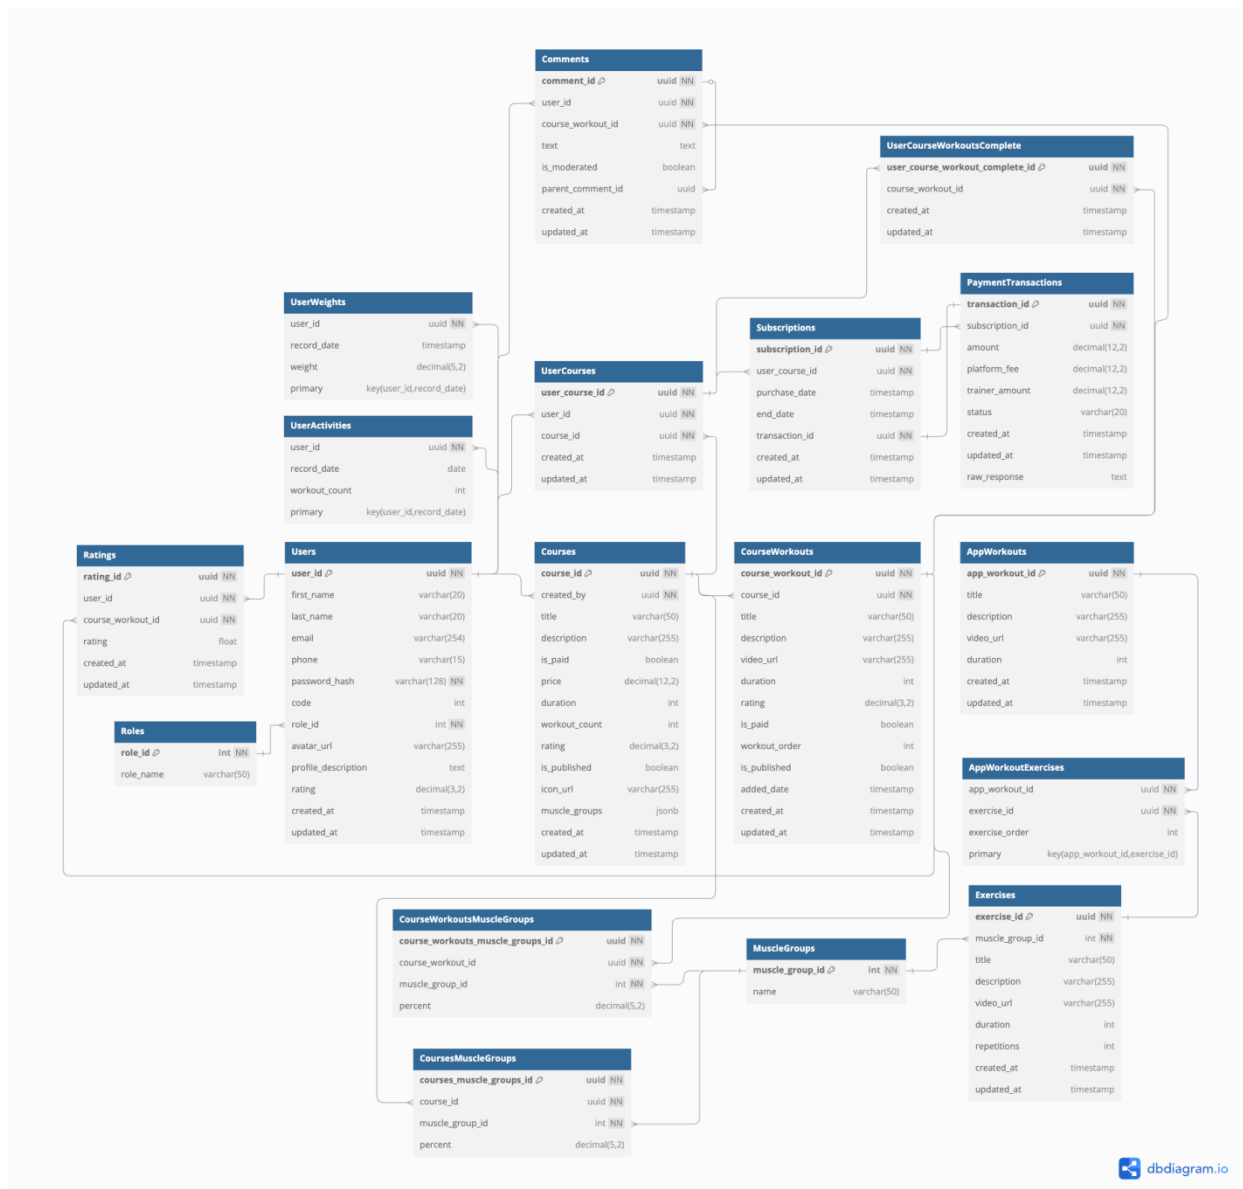 Comments
comment_id uuid NN
user_id uuid NN
course_workout_id uuid NN
text text
is_moderated boolean
parent_comment_id uuid
created_at timestamp
updated_at timestamp
UserCourseWorkoutsComplete
user_course_workout_complete_id uuid NN
course_workout_id uuid NN
created_at timestamp
updated_at timestamp
UserWeights
user_id uuid NN
record_date timestamp
weight decimal(5,2)
primary key(user_id,record_date)
PaymentTransactions
transaction_id uuid NN
subscription_id uuid NN
amount decimal(12,2)
platform_fee decimal(12,2)
trainer_amount decimal(12,2)
status varchar(20)
created_at timestamp
updated_at timestamp
raw_response text
Subscriptions
subscription_id uuid NN
user_course_id uuid NN
purchase_date timestamp
end_date timestamp
transaction_id uuid NN
created_at timestamp
updated_at timestamp
UserCourses
user_course_id uuid NN
user_id uuid NN
course_id uuid NN
created_at timestamp
updated_at timestamp
UserActivities
user_id uuid NN
record_date date
workout_count int
primary key(user_id,record_date)
Ratings
rating_id uuid NN
user_id uuid NN
course_workout_id uuid NN
rating float
created_at timestamp
updated_at timestamp
Users
user_id uuid NN
first_name varchar(20)
last_name varchar(20)
email varchar(254)
phone varchar(15)
password_hash varchar(128) NN
code int
role_id int NN
avatar_url varchar(255)
profile_description text
rating decimal(3,2)
created_at timestamp
updated_at timestamp
Courses
course_id uuid NN
created_by uuid NN
title varchar(50)
description varchar(255)
is_paid boolean
price decimal(12,2)
duration int
workout_count int
rating decimal(3,2)
is_published boolean
icon_url varchar(255)
muscle_groups jsonb
created_at timestamp
updated_at timestamp
CourseWorkouts
course_workout_id uuid NN
course_id uuid NN
title varchar(50)
description varchar(255)
video_url varchar(255)
duration int
rating decimal(3,2)
is_paid boolean
workout_order int
is_published boolean
added_date timestamp
created_at timestamp
updated_at timestamp
AppWorkouts
app_workout_id uuid NN
title varchar(50)
description varchar(255)
video_url varchar(255)
duration int
created_at timestamp
updated_at timestamp
Roles
role_id int NN
role_name varchar(50)
AppWorkoutExercises
app_workout_id uuid NN
exercise_id uuid NN
exercise_order int
primary key(app_workout_id,exercise_id)
Exercises
exercise_id uuid NN
muscle_group_id int NN
title varchar(50)
description varchar(255)
video_url varchar(255)
duration int
repetitions int
created_at timestamp
updated_at timestamp
CourseWorkoutsMuscleGroups
course_workouts_muscle_groups_id uuid NN
course_workout_id uuid NN
muscle_group_id int NN
percent decimal(5,2)
MuscleGroups
muscle_group_id int NN
name varchar(50)
CoursesMuscleGroups
courses_muscle_groups_id uuid NN
course_id uuid NN
muscle_group_id int NN
percent decimal(5,2)
dbdiagram.io